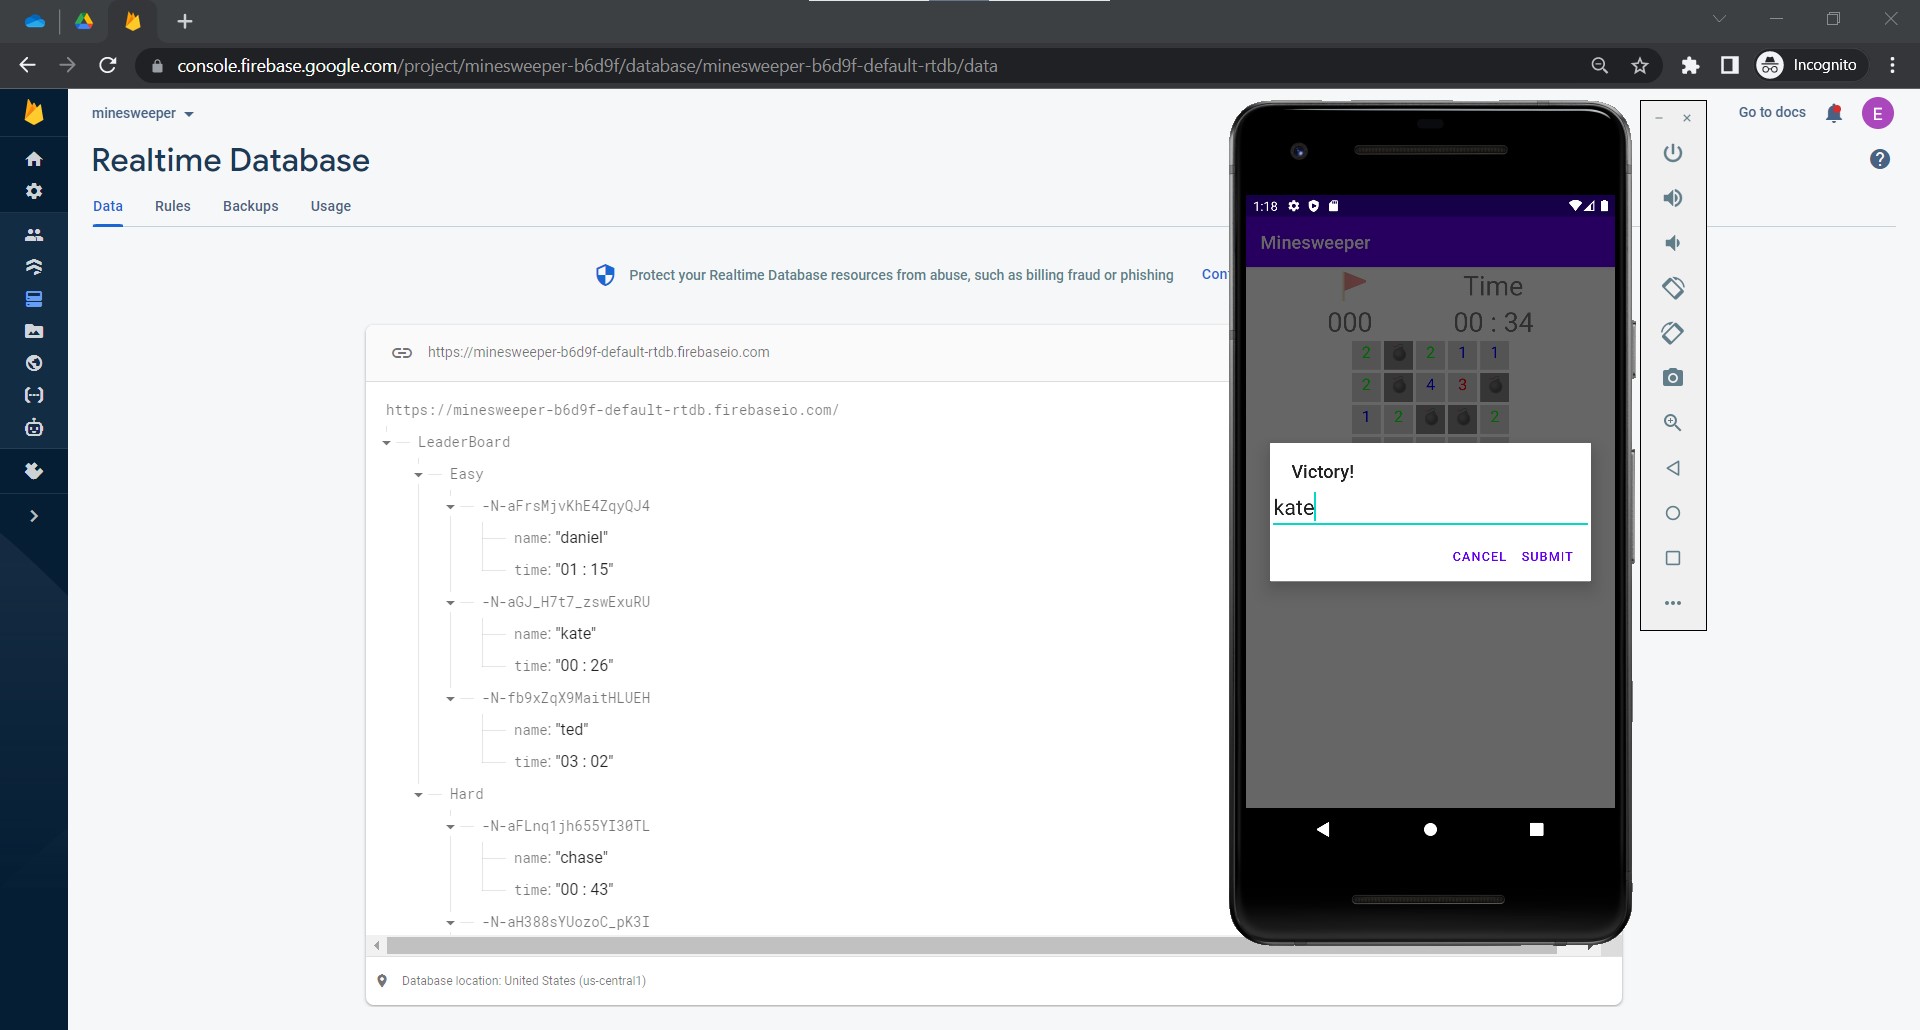 console.firebase.google.com/project/minesweeper-b6d9f/database/minesweeper-b6d9f-default-rtdb/data
Incognito
minesweeper
Go to docs
E
Realtime Database
Data Rules Backups Usage
Protect your Realtime Database resources from abuse, such as billing fraud or phishing
Con
https://minesweeper-b6d9f-default-rtdb.firebaseio.com
https://minesweeper-b6d9f-default-rtdb.firebaseio.com/
LeaderBoard
Easy
-N-aFrsMjvKhE4ZqyQJ4
name: "daniel"
time: "01 : 15"
-N-aGJ_H7t7_zswExuRU
name: "kate"
time: "00 : 26"
-N-fb9xZqX9MaitHLUEH
name: "ted"
time: "03 : 02"
Hard
-N-aFLnq1jh655YI30TL
name: "chase"
time: "00 : 43"
-N-aH388sYUozoC_pK3I
Database location: United States (us-central1)
1:18
Minesweeper
Time
000 00 : 34
2 2 1 1
2 4 3
1 2 2
Victory!
kate
CANCEL SUBMIT